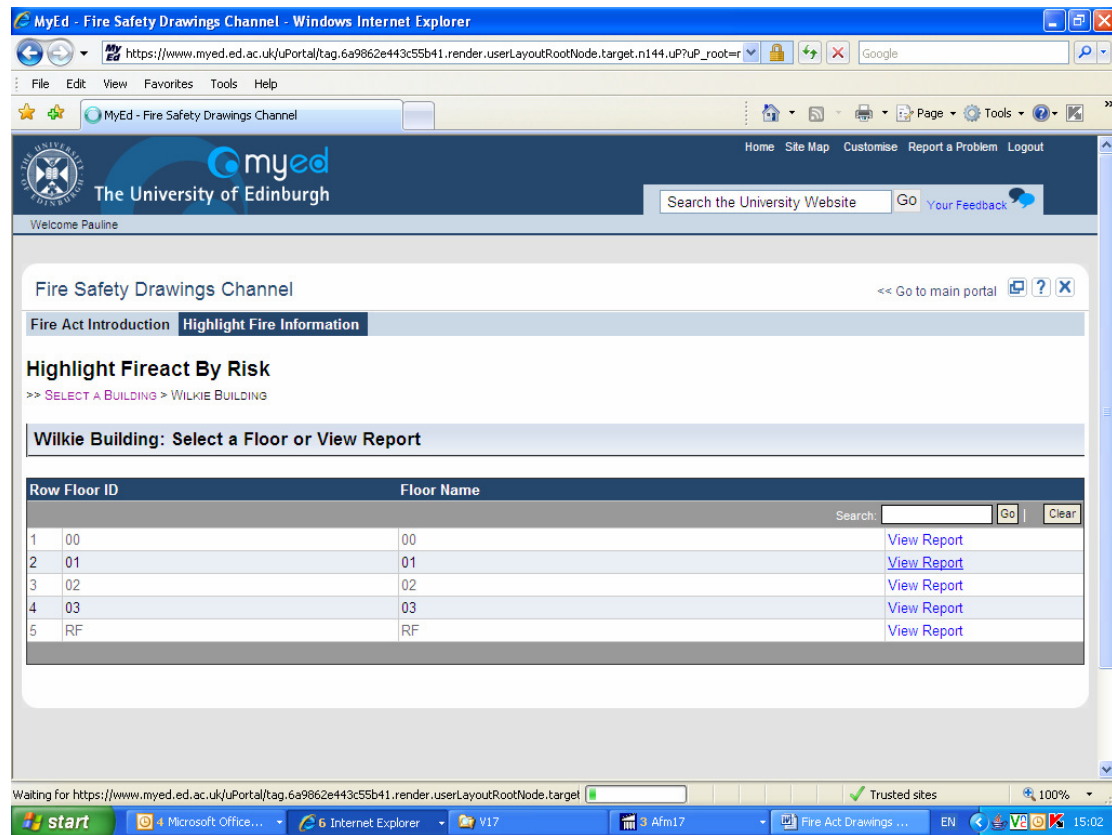 MyEd - Fire Safety Drawings Channel - Windows Internet Explorer
https://www.myed.ed.ac.uk/uPortal/tag.6a9862e443c55b41.render.userLayoutRootNode.target.n144.uP?uP_root=r Google
File Edit View Favorites Tools Help
MyEd - Fire Safety Drawings Channel Page Tools
myed
The University of Edinburgh
Home Site Map Customise Report a Problem Logout
Search the University Website Go Your Feedback
Welcome Pauline
Fire Safety Drawings Channel << Go to main portal
Fire Act Introduction Highlight Fire Information
Highlight Fireact By Risk
>> SELECT A BUILDING > WILKIE BUILDING
Wilkie Building: Select a Floor or View Report
Row Floor ID Floor Name
Search: Go | Clear
1 00 00 View Report
2 01 01 View Report
3 02 02 View Report
4 03 03 View Report
5 RF RF View Report
Waiting for https://www.myed.ed.ac.uk/uPortal/tag.6a9862e443c55b41.render.userLayoutRootNode.target Trusted sites 100%
start 4 Microsoft Office... 6 Internet Explorer V17 3 Afm17 Fire Act Drawings ... EN 15:02